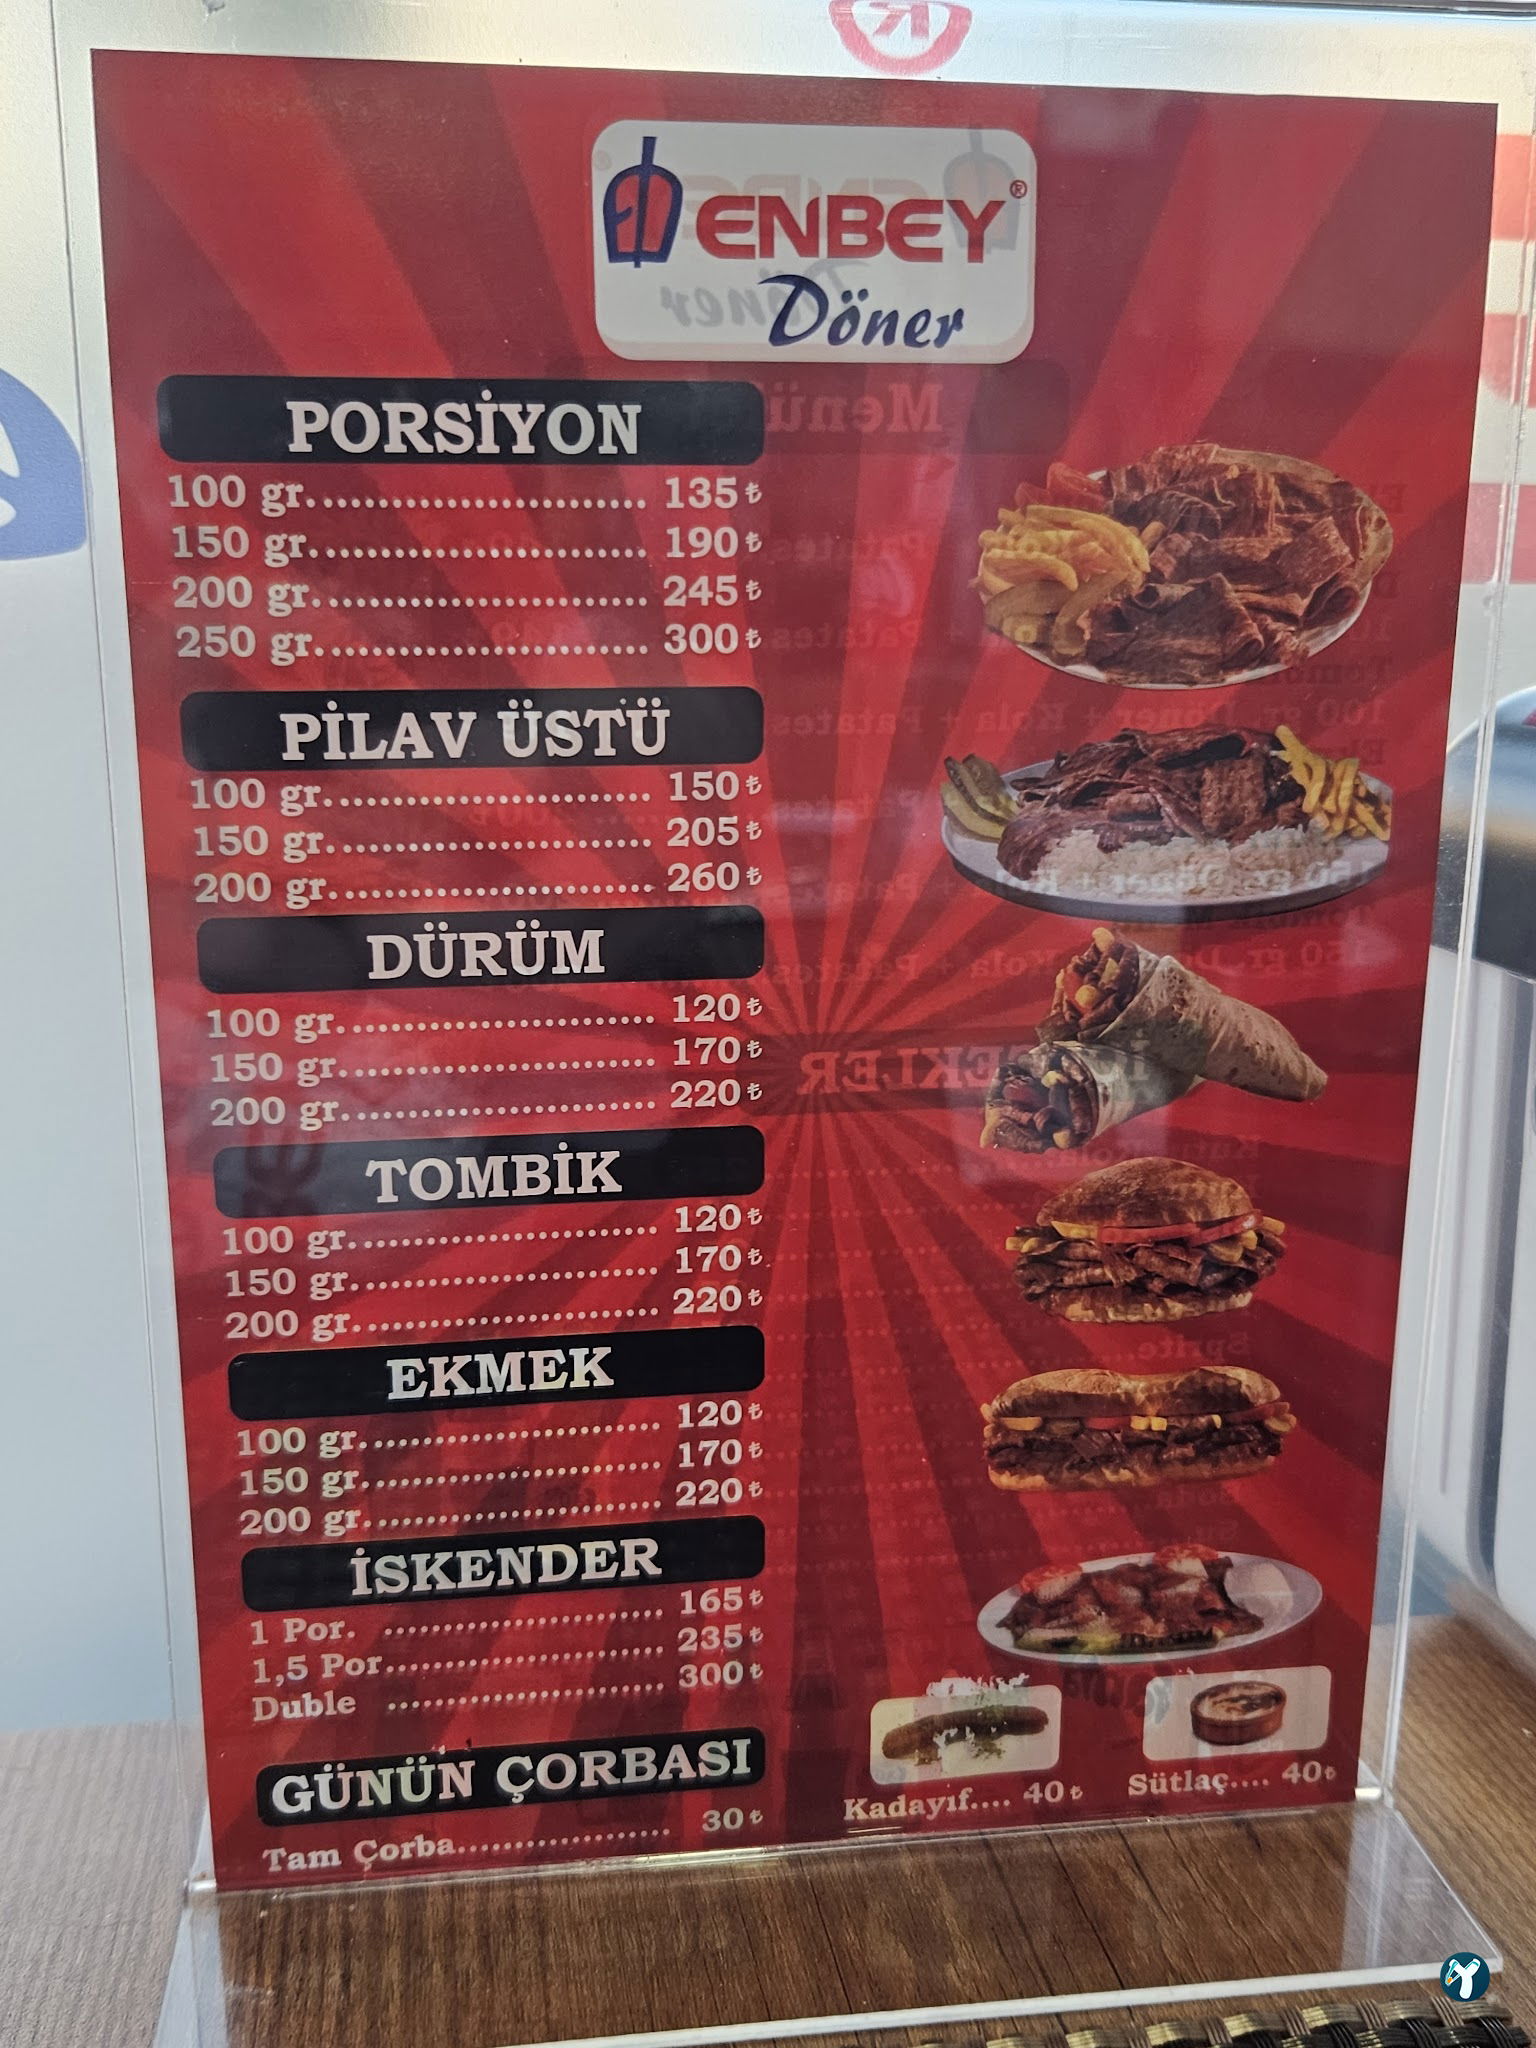 ENBEY®
Döner
PORSİYON
100 gr. 135₺
150 gr. 190₺
200 gr. 245₺
250 gr. 300₺
PİLAV ÜSTÜ
100 gr. 150₺
150 gr. 205₺
200 gr. 260₺
DÜRÜM
100 gr. 120₺
150 gr. 170₺
200 gr. 220₺
TOMBİK
100 gr. 120₺
150 gr. 170₺
200 gr. 220₺
EKMEK
100 gr. 120₺
150 gr. 170₺
200 gr. 220₺
İSKENDER
1 Por. 165₺
1,5 Por. 235₺
Duble 300₺
GÜNÜN ÇORBASI
Tam Çorba 30₺
Kadayıf.... 40₺
Sütlaç.... 40₺